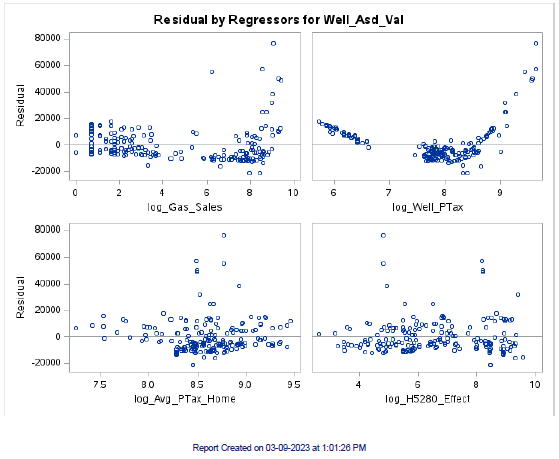 Residual by Regressors for Well_Asd_Val
80000
60000
40000
20000
0
-20000
Residual
0 2 4 6 8 10
log_Gas_Sales
6 7 8 9
log_Well_PTax
80000
60000
40000
20000
0
-20000
Residual
7.5 8.0 8.5 9.0 9.5
log_Avg_PTax_Home
4 6 8 10
log_H5280_Effect
Report Created on 03-09-2023 at 1:01:26 PM